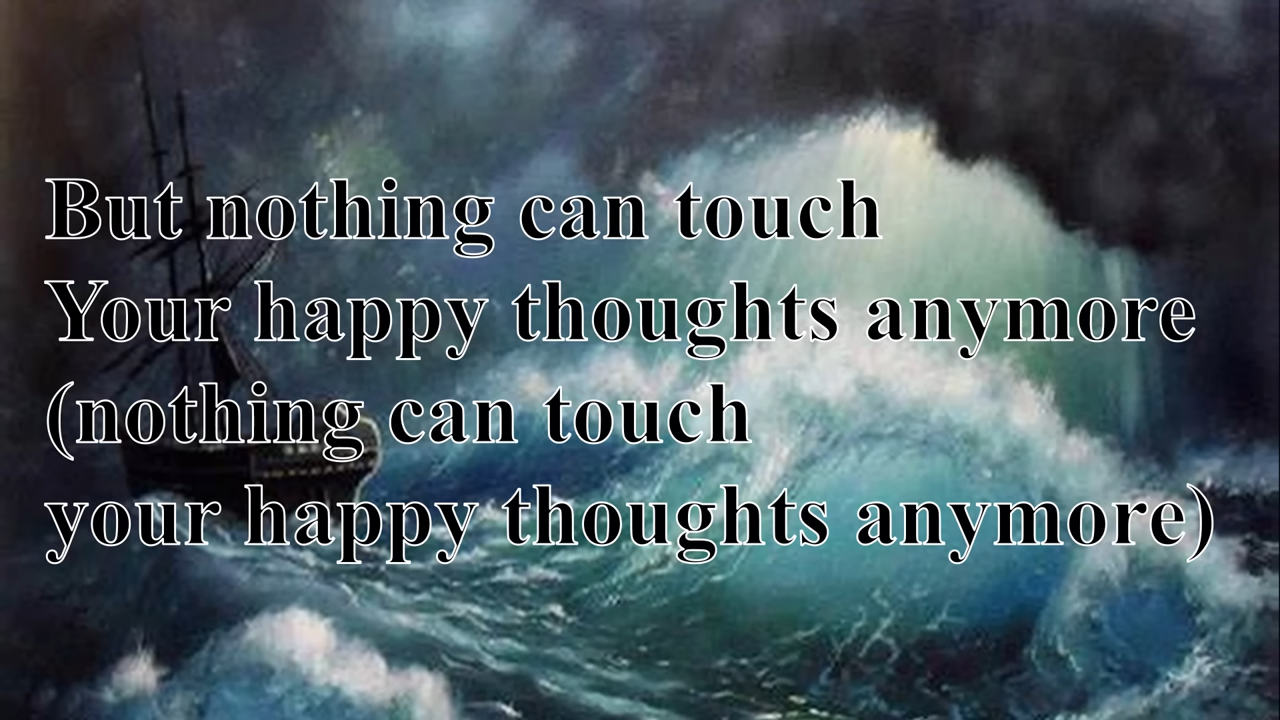 But nothing can touch
Your happy thoughts anymore
(nothing can touch
your happy thoughts anymore)